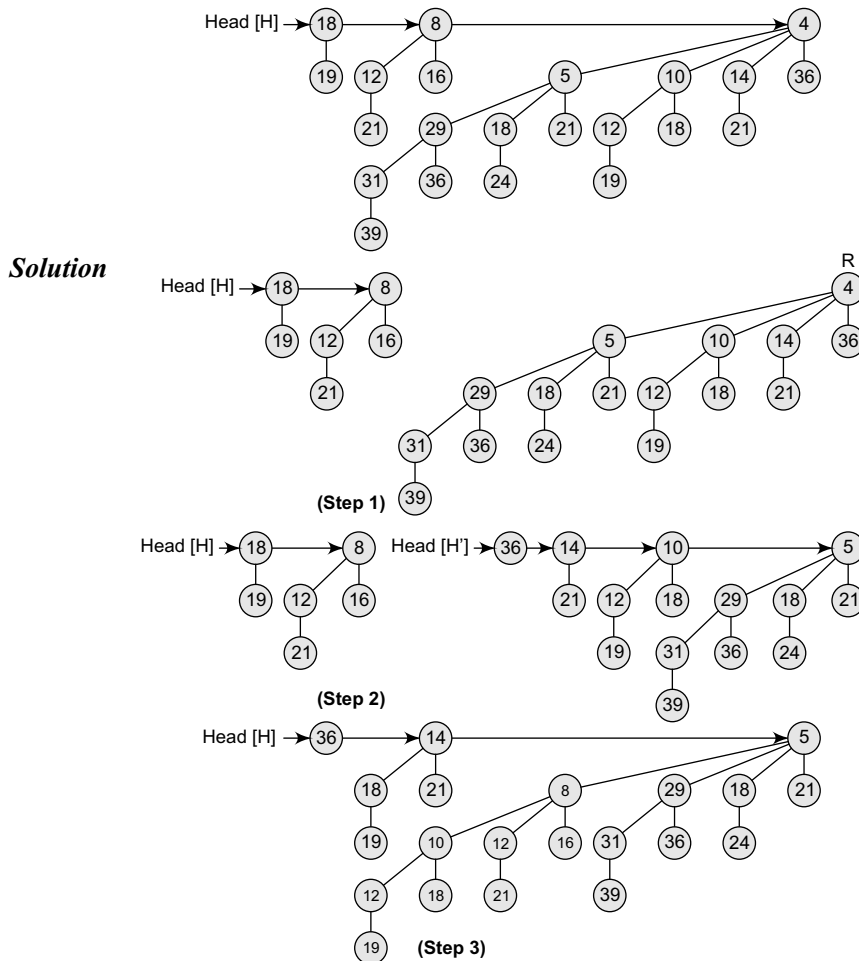 Head [H] 18 8 4
19 12 16 5 10 14 36
21 29 18 21 12 18 21
31 36 24 19
39
Solution
R
Head [H] 18 8 4
19 12 16 5 10 14 36
21 29 18 21 12 18 21
31 36 24 19
39
(Step 1)
Head [H] 18 8 Head [H'] 36 14 10 5
19 12 16 21 12 18 29 18 21
21 19 31 36 24
39
(Step 2)
Head [H] 36 14 5
18 21 8 29 18 21
19 10 12 16 31 36 24
12 18 21 39
19
(Step 3)